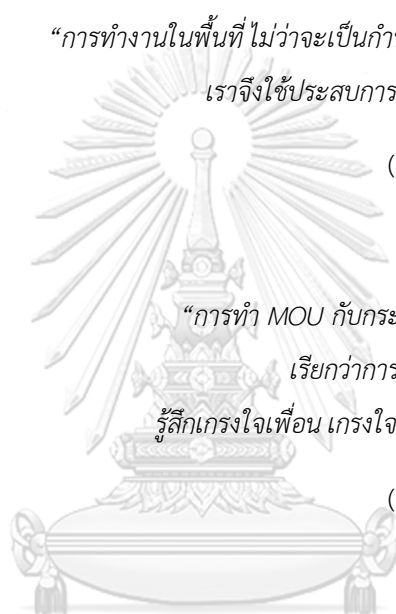 “การทำงานในพื้นที่ ไม่ว่าจะเป็นกำ
เราจึงใช้ประสบการ
(
“การทำ MOU กับกระ
เรียกว่าการ
รู้สึกเกรงใจเพื่อน เกรงใจ
(